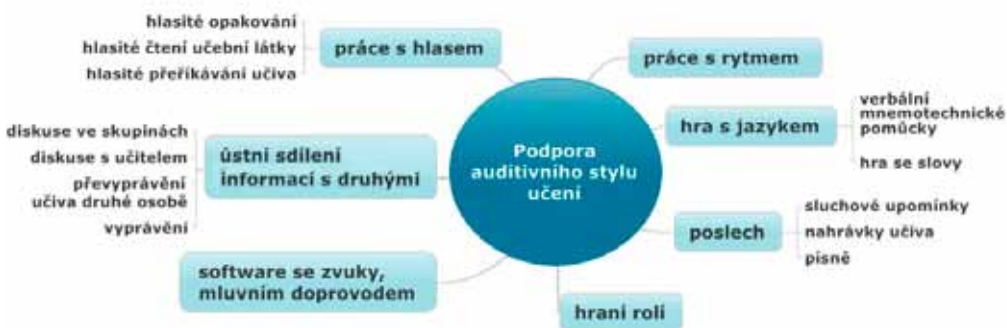 hlasité opakování
hlasité čtení učební látky
hlasité přeříkávání učiva
práce s hlasem
diskuse ve skupinách
diskuse s učitelem
převyprávění
učiva druhé osobě
vyprávění
ústní sdílení
informací s druhými
software se zvuky,
mluvním doprovodem
Podpora
auditivního stylu
učení
práce s rytmem
hra s jazykem
verbální
mnemotechnické
pomůcky
hra se slovy
poslech
sluchové upomínky
nahrávky učiva
písně
hraní rolí